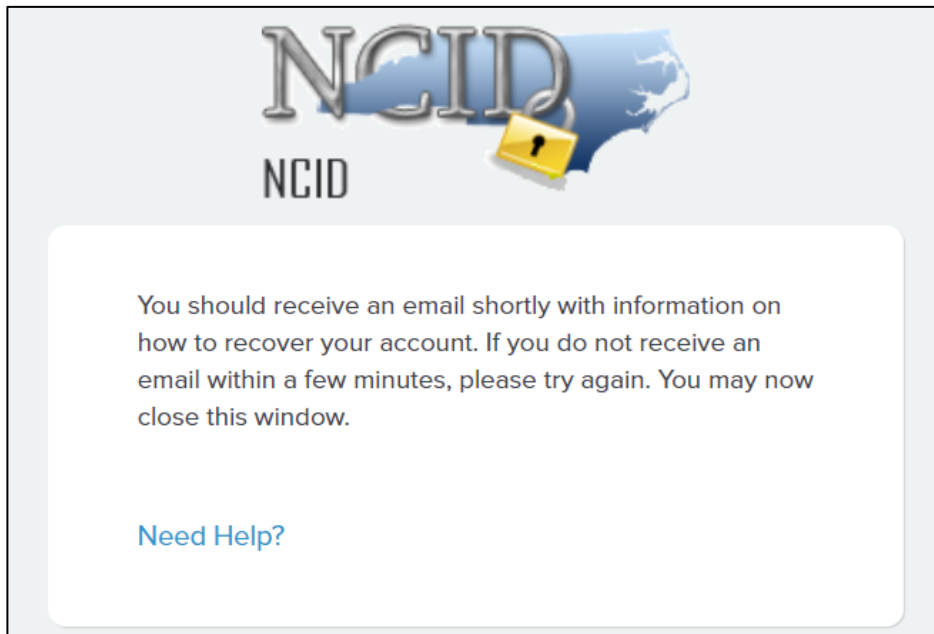 NCID
NCID
You should receive an email shortly with information on
how to recover your account. If you do not receive an
email within a few minutes, please try again. You may now
close this window.
Need Help?